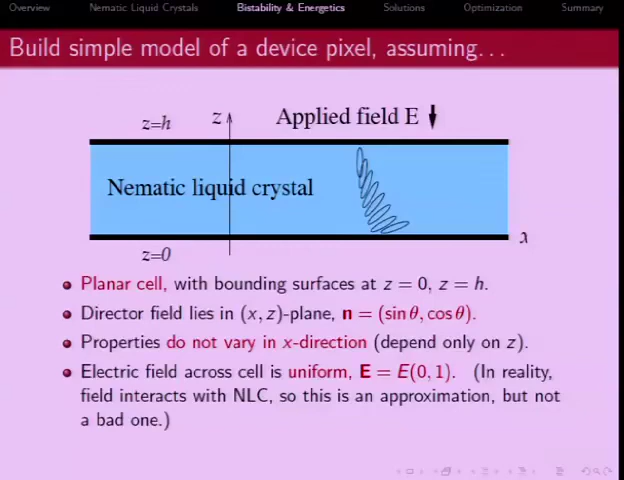 Overview Nematic Liquid Crystals Bistability & Energetics Solutions Optimization Summary
Build simple model of a device pixel, assuming...
z=h z Applied field E
Nematic liquid crystal
x
z=0
Planar cell, with bounding surfaces at z = 0, z = h.
Director field lies in (x, z)-plane, n = (sin θ, cos θ).
Properties do not vary in x-direction (depend only on z).
Electric field across cell is uniform, E = E(0, 1). (In reality,
field interacts with NLC, so this is an approximation, but not
a bad one.)